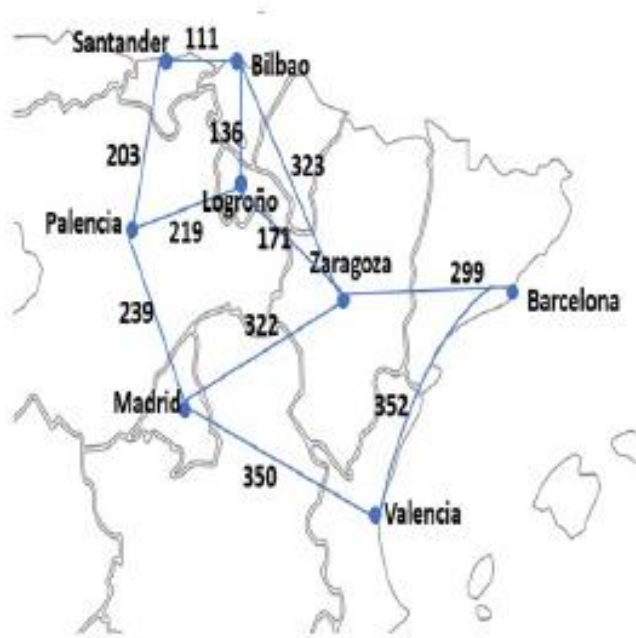 111
Santander
Bilbao
136
203
323
Logroño
Palencia
219
171
Zaragoza
299
Barcelona
239
322
Madrid
352
350
Valencia